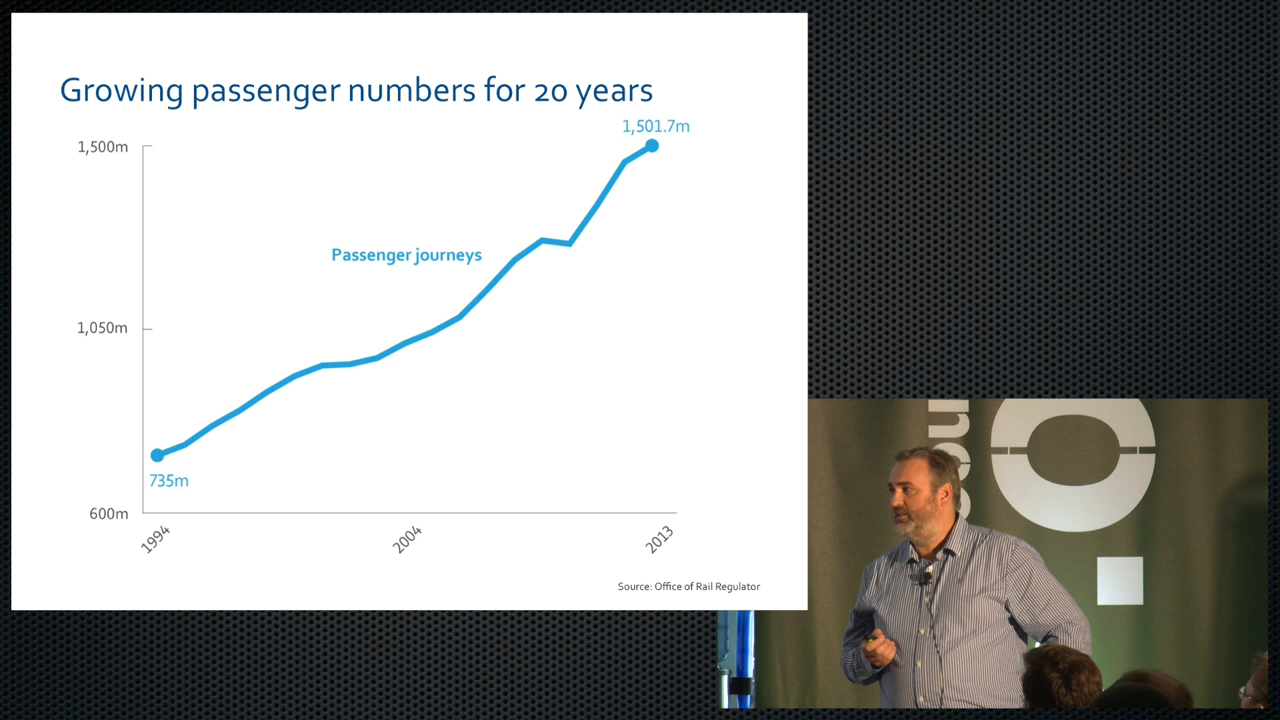 Growing passenger numbers for 20 years
1,501.7m
1,500m
Passenger journeys
1,050m
735m
600m
1994
2004
2013
Source: Office of Rail Regulator